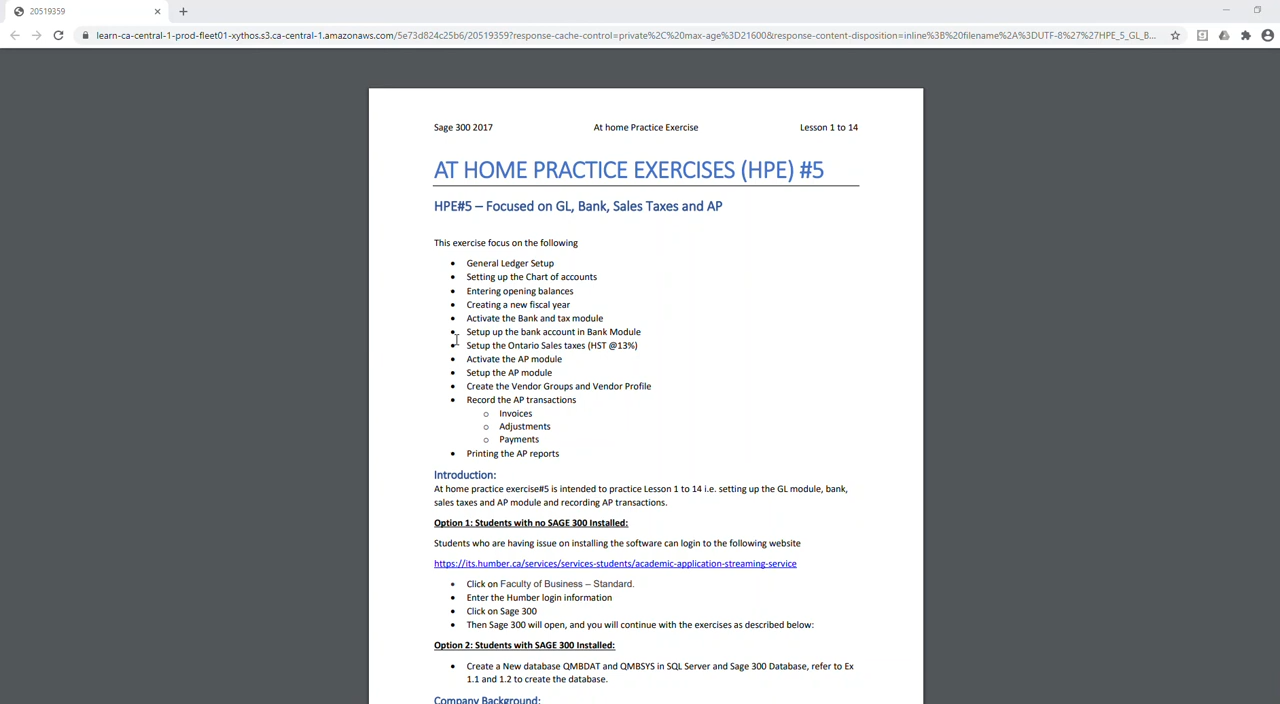 20519359
learn-ca-central-1-prod-fleet01-xythos.s3.ca-central-1.amazonaws.com/5e73d824c25b6/20519359?response-cache-control=private%2C%20max-age%3D21600&response-content-disposition=inline%3B%20filename%2A%3DUTF-8%27%27HPE_5_GL_B...
Sage 300 2017 At home Practice Exercise Lesson 1 to 14
AT HOME PRACTICE EXERCISES (HPE) #5
HPE#5 – Focused on GL, Bank, Sales Taxes and AP
This exercise focus on the following
• General Ledger Setup
• Setting up the Chart of accounts
• Entering opening balances
• Creating a new fiscal year
• Activate the Bank and tax module
• Setup up the bank account in Bank Module
• Setup the Ontario Sales taxes (HST @13%)
• Activate the AP module
• Setup the AP module
• Create the Vendor Groups and Vendor Profile
• Record the AP transactions
o Invoices
o Adjustments
o Payments
• Printing the AP reports
Introduction:
At home practice exercise#5 is intended to practice Lesson 1 to 14 i.e. setting up the GL module, bank,
sales taxes and AP module and recording AP transactions.
Option 1: Students with no SAGE 300 Installed:
Students who are having issue on installing the software can login to the following website
https://its.humber.ca/services/services-students/academic-application-streaming-service
• Click on Faculty of Business – Standard.
• Enter the Humber login information
• Click on Sage 300
• Then Sage 300 will open, and you will continue with the exercises as described below:
Option 2: Students with SAGE 300 Installed:
• Create a New database QMBDAT and QMBSYS in SQL Server and Sage 300 Database, refer to Ex
1.1 and 1.2 to create the database.
Company Background: